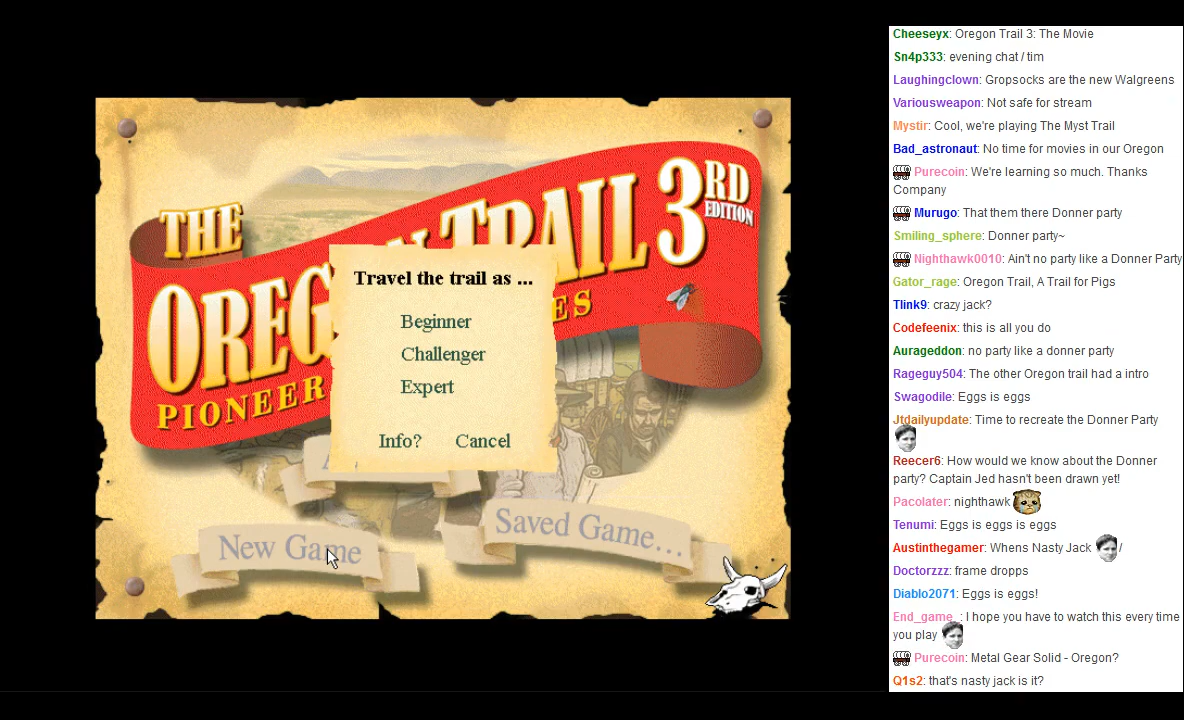 THE
OREG N TRAIL 3RD
EDITION
PIONEER
ES
Travel the trail as ...
Beginner
Challenger
Expert
Info? Cancel
New Game
Saved Game...
Cheeseyx: Oregon Trail 3: The Movie
Sn4p333: evening chat / tim
Laughingclown: Gropsocks are the new Walgreens
Variousweapon: Not safe for stream
Mystir: Cool, we're playing The Myst Trail
Bad_astronaut: No time for movies in our Oregon
Purecoin: We're learning so much. Thanks
Company
Murugo: That them there Donner party
Smiling_sphere: Donner party~
Nighthawk0010: Ain't no party like a Donner Party
Gator_rage: Oregon Trail, A Trail for Pigs
Tlink9: crazy jack?
Codefeenix: this is all you do
Aurageddon: no party like a donner party
Rageguy504: The other Oregon trail had a intro
Swagodile: Eggs is eggs
Jtdailyupdate: Time to recreate the Donner Party
Reecer6: How would we know about the Donner
party? Captain Jed hasn't been drawn yet!
Pacolater: nighthawk
Tenumi: Eggs is eggs is eggs
Austinthegamer: Whens Nasty Jack /
Doctorzzz: frame dropps
Diablo2071: Eggs is eggs!
End_game_: I hope you have to watch this every time
you play
Purecoin: Metal Gear Solid - Oregon?
Q1s2: that's nasty jack is it?